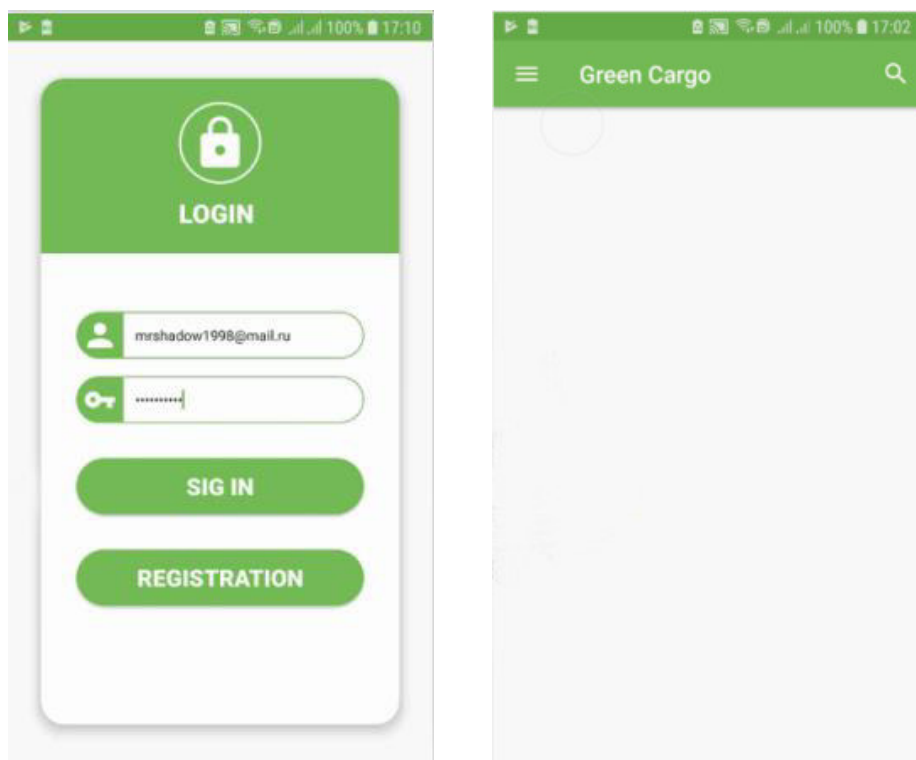 100% 17:10
LOGIN
mrshadow1998@mail.ru
SIG IN
REGISTRATION
100% 17:02
Green Cargo